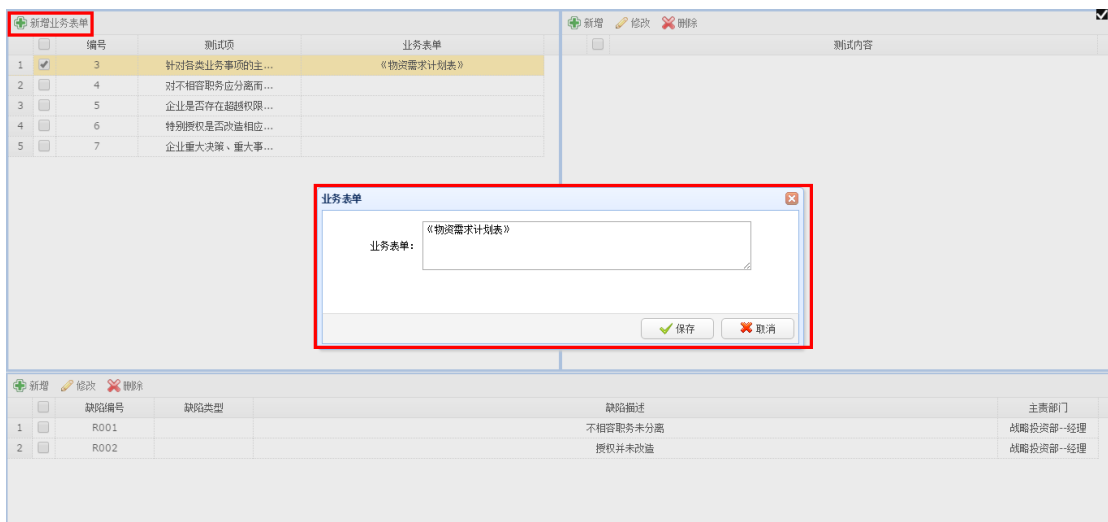 新增业务表单
编号 测试项 业务表单
1 3 针对各类业务事项的主... 《物资需求计划表》
2 4 对不相容职务应分离而...
3 5 企业是否存在超越权限...
4 6 特别授权是否改造相应...
5 7 企业重大决策、重大事...
新增 修改 删除
测试内容
业务表单
业务表单： 《物资需求计划表》
保存 取消
新增 修改 删除
缺陷编号 缺陷类型 缺陷描述 主责部门
1 R001 不相容职务未分离 战略投资部--经理
2 R002 授权并未改造 战略投资部--经理